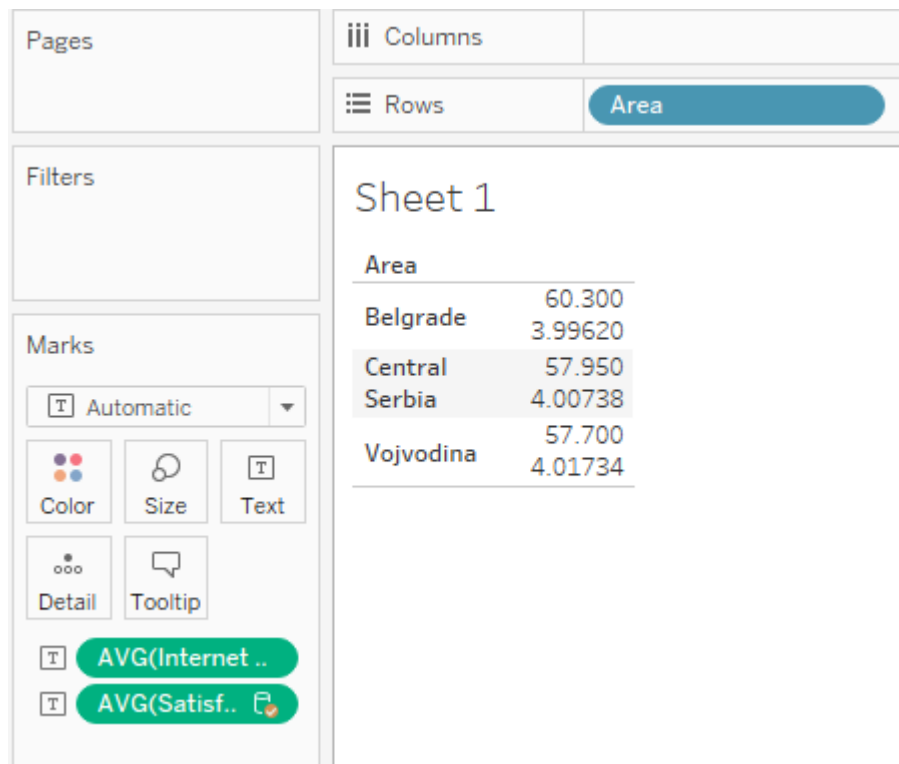 Pages
Columns
Rows
Area
Filters
Sheet 1
Area
Belgrade
60.300
3.99620
Central
Serbia
57.950
4.00738
Vojvodina
57.700
4.01734
Marks
T Automatic
Color
Size
T
Text
Detail
Tooltip
T AVG(Internet ..
T AVG(Satisf..